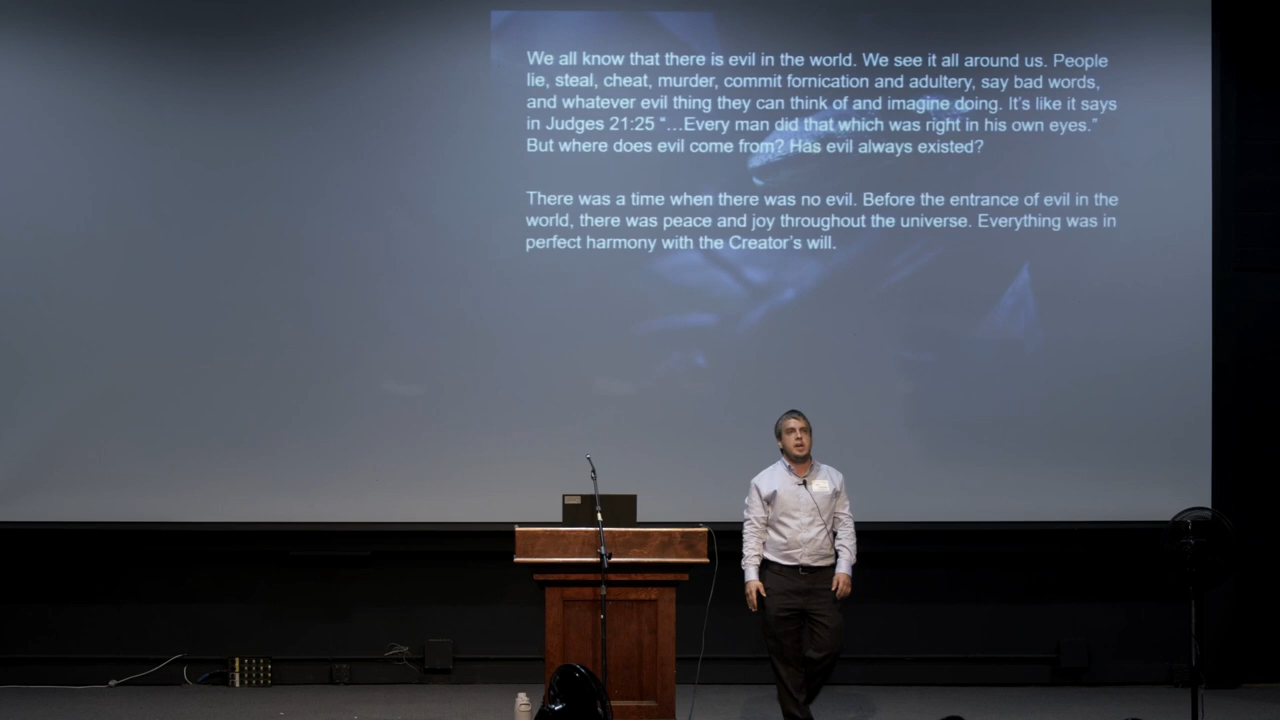 We all know that there is evil in the world. We see it all around us. People
lie, steal, cheat, murder, commit fornication and adultery, say bad words,
and whatever evil thing they can think of and imagine doing. It’s like it says
in Judges 21:25 “…Every man did that which was right in his own eyes.”
But where does evil come from? Has evil always existed?
There was a time when there was no evil. Before the entrance of evil in the
world, there was peace and joy throughout the universe. Everything was in
perfect harmony with the Creator’s will.